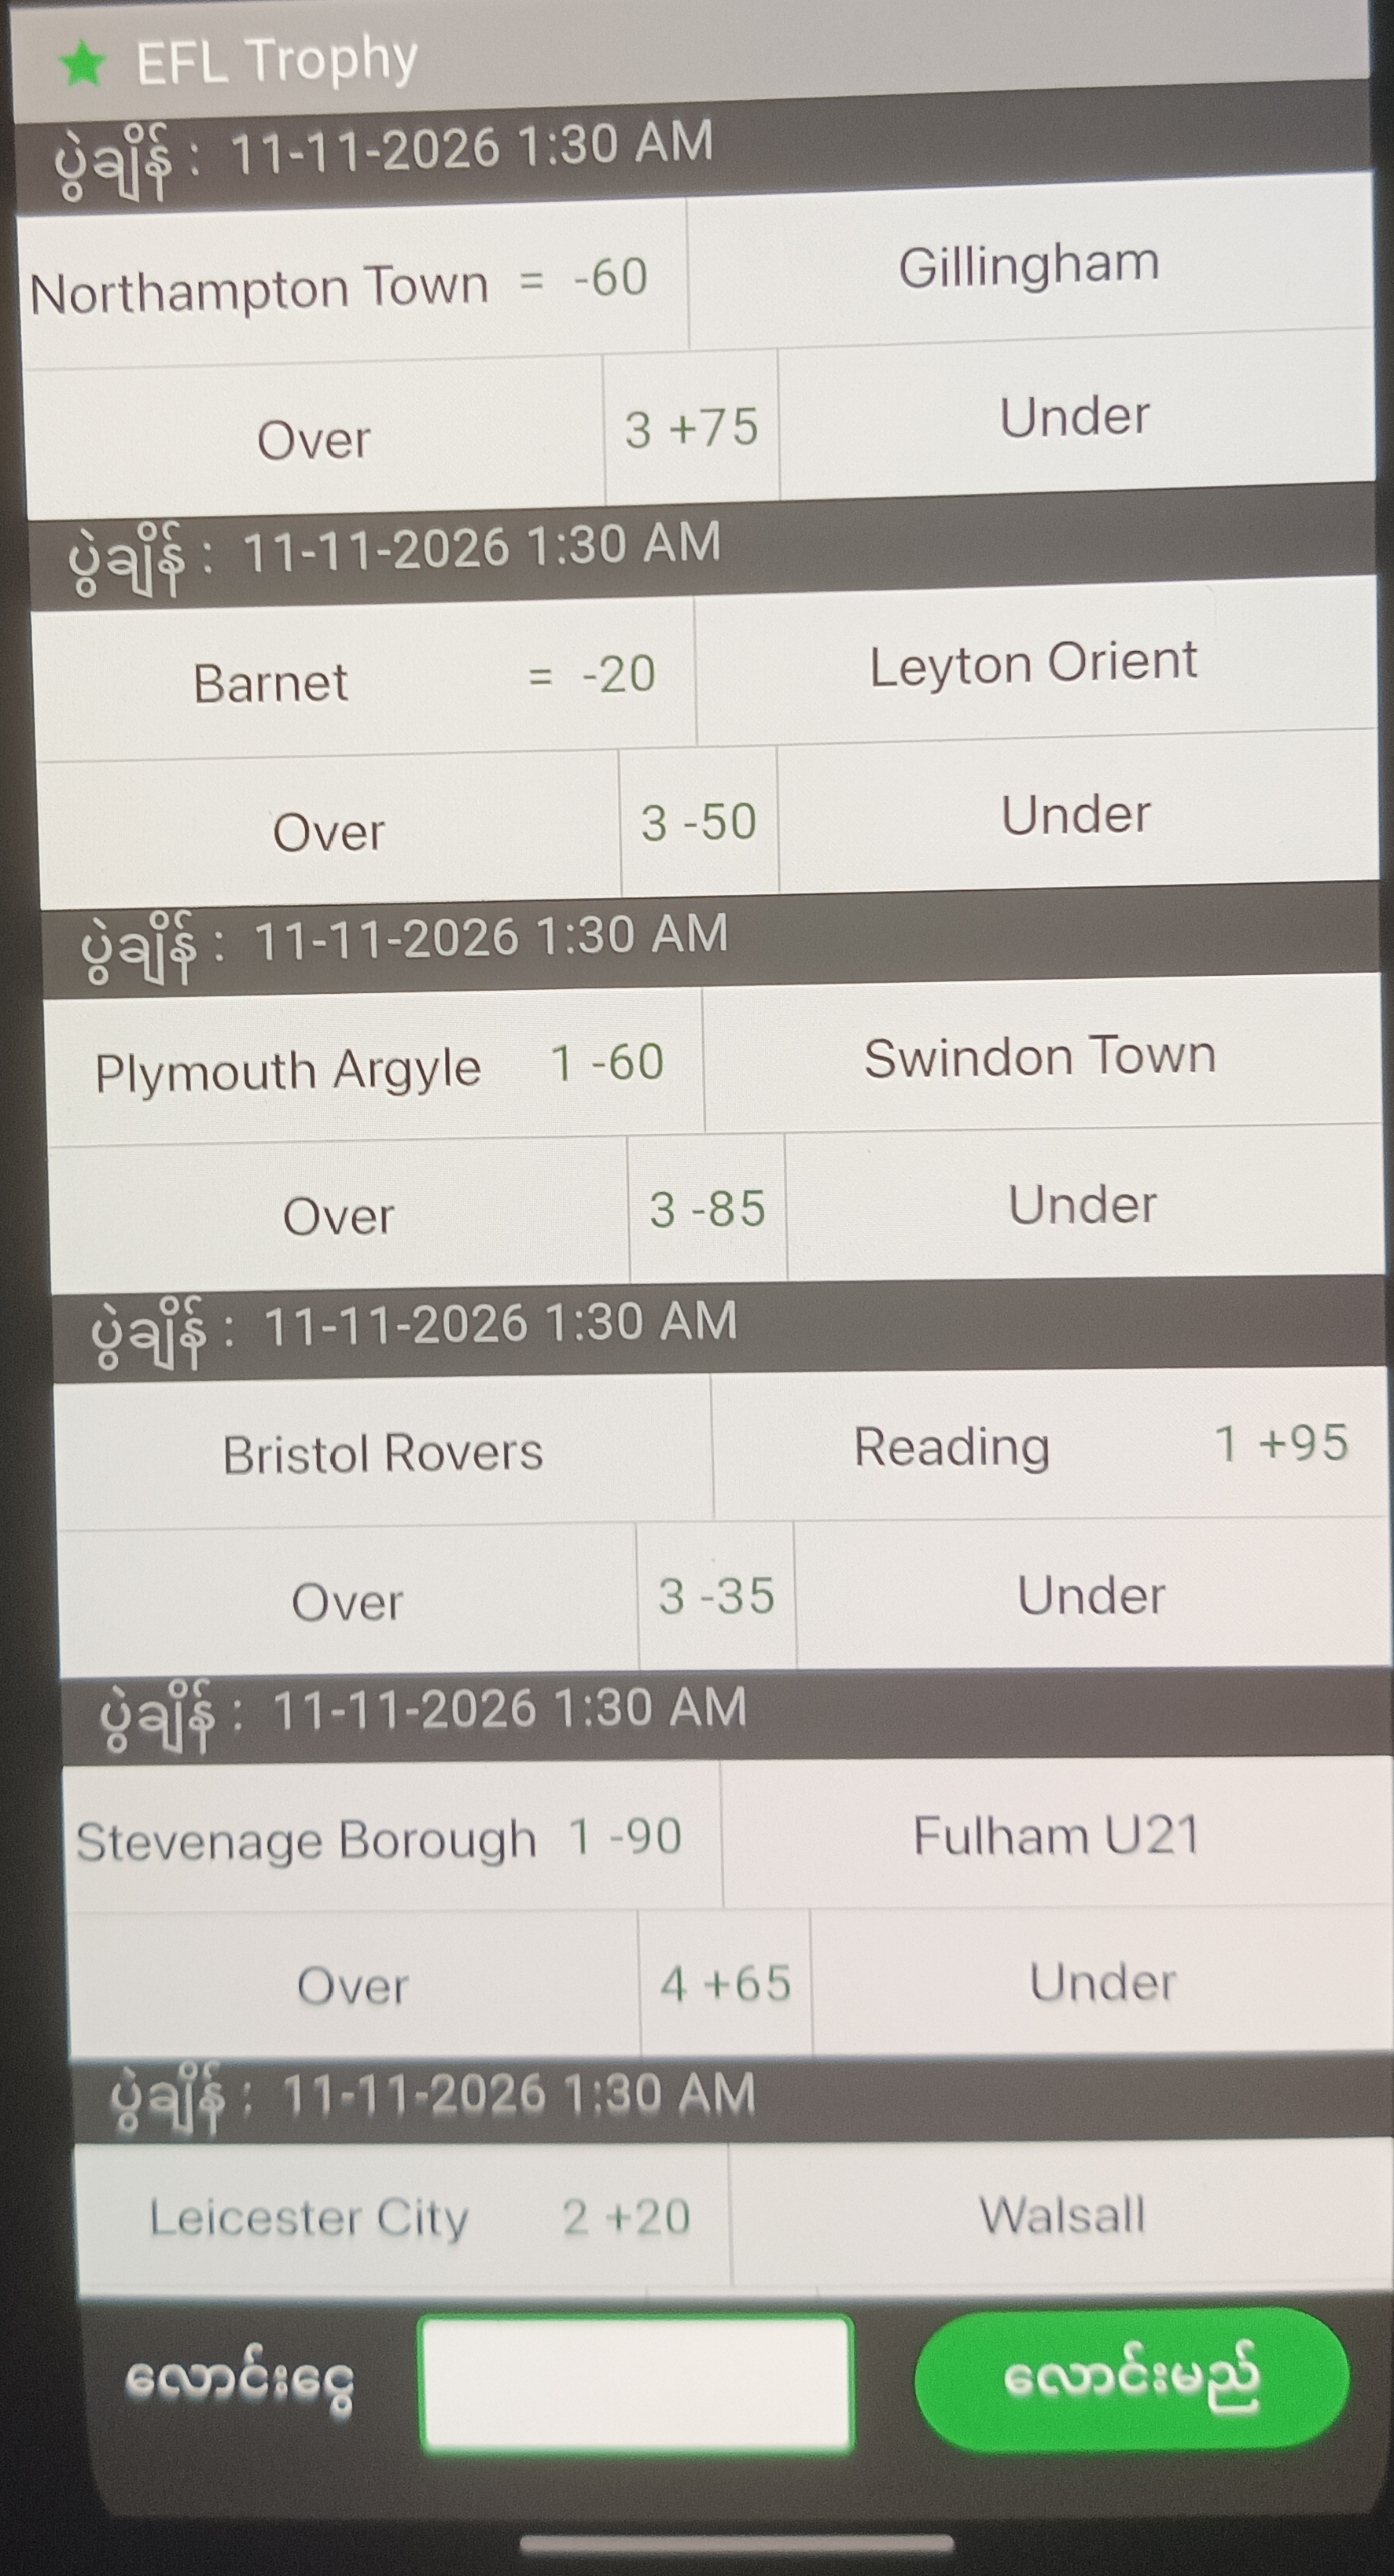 EFL Trophy
ပွဲချိန် : 11-11-2026 1:30 AM
Northampton Town = -60 Gillingham
Over 3 +75 Under
ပွဲချိန် : 11-11-2026 1:30 AM
Barnet = -20 Leyton Orient
Over 3 -50 Under
ပွဲချိန် : 11-11-2026 1:30 AM
Plymouth Argyle 1 -60 Swindon Town
Over 3 -85 Under
ပွဲချိန် : 11-11-2026 1:30 AM
Bristol Rovers Reading 1 +95
Over 3 -35 Under
ပွဲချိန် : 11-11-2026 1:30 AM
Stevenage Borough 1 -90 Fulham U21
Over 4 +65 Under
ပွဲချိန် : 11-11-2026 1:30 AM
Leicester City 2 +20 Walsall
လောင်းငွေ လောင်းမည်